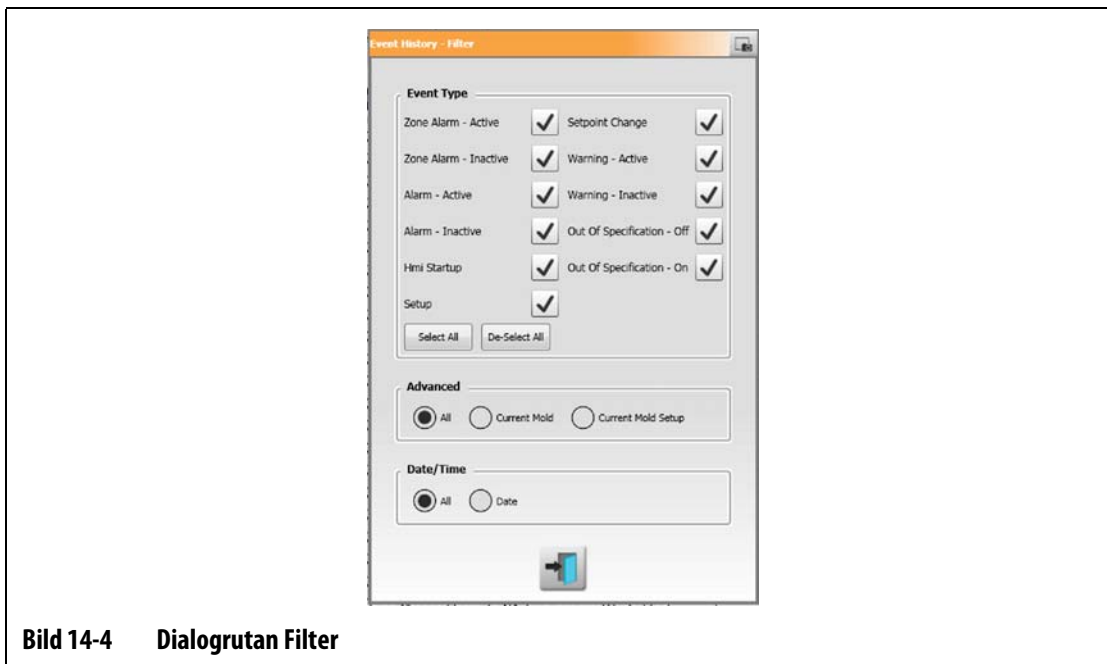 Event History - Filter
Event Type
Zone Alarm - Active
Setpoint Change
Zone Alarm - Inactive
Warning - Active
Alarm - Active
Warning - Inactive
Alarm - Inactive
Out Of Specification - Off
Hmi Startup
Out Of Specification - On
Setup
Select All
De-Select All
Advanced
All
Current Mold
Current Mold Setup
Date/Time
All
Date
Bild 14-4 Dialogrutan Filter